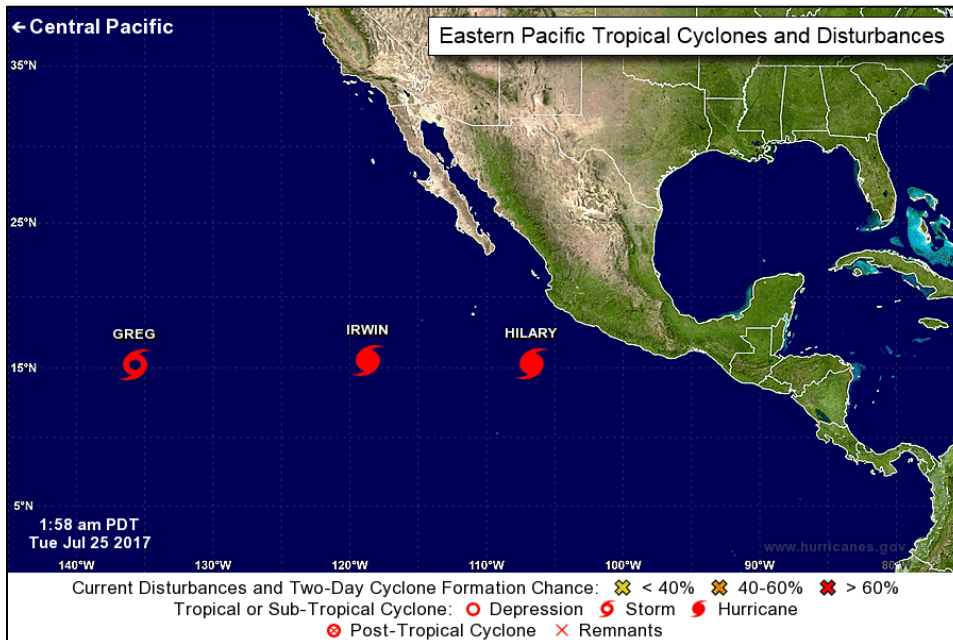 ← Central Pacific
Eastern Pacific Tropical Cyclones and Disturbances
35°N
25°N
GREG
IRWIN
HILARY
15°N
5°N
1:58 am PDT
Tue Jul 25 2017
www.hurricanes.gov
140°W 130°W 120°W 110°W 100°W 90°W 80°W
Current Disturbances and Two-Day Cyclone Formation Chance: < 40% 40-60% > 60%
Tropical or Sub-Tropical Cyclone: Depression Storm Hurricane
Post-Tropical Cyclone Remnants